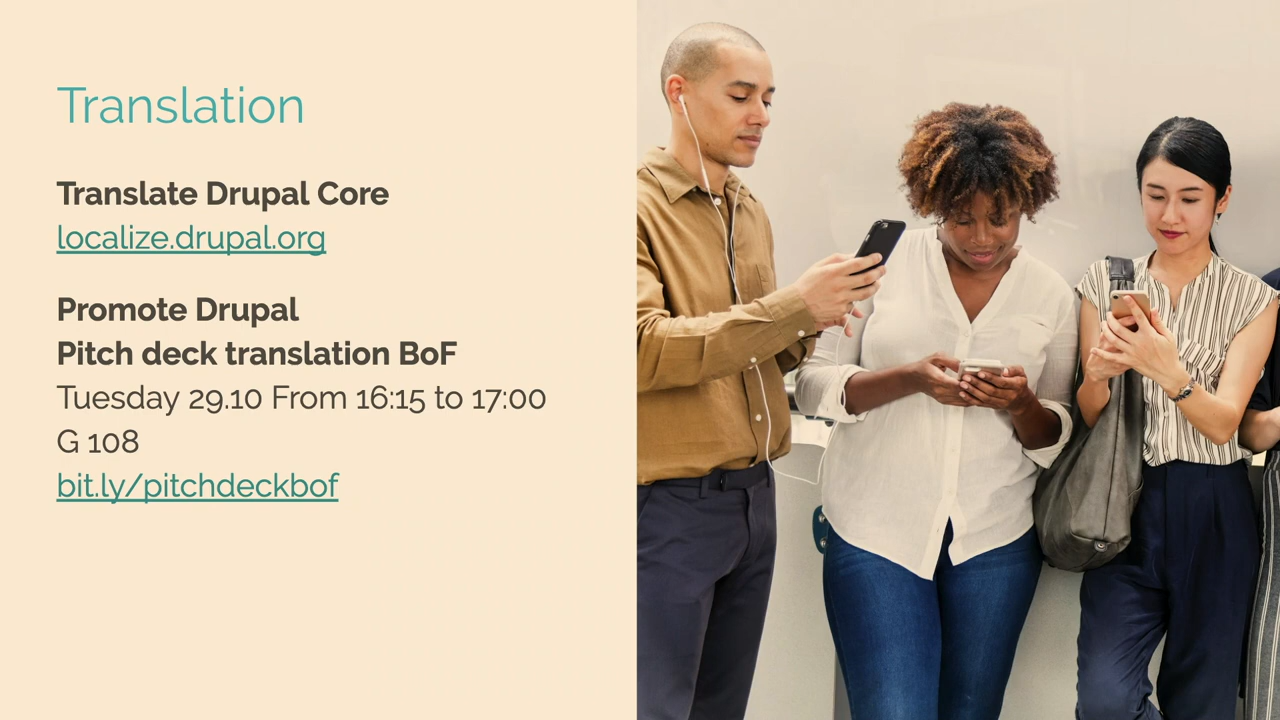 Translation
Translate Drupal Core
localize.drupal.org
Promote Drupal
Pitch deck translation BoF
Tuesday 29.10 From 16:15 to 17:00
G 108
bit.ly/pitchdeckbof